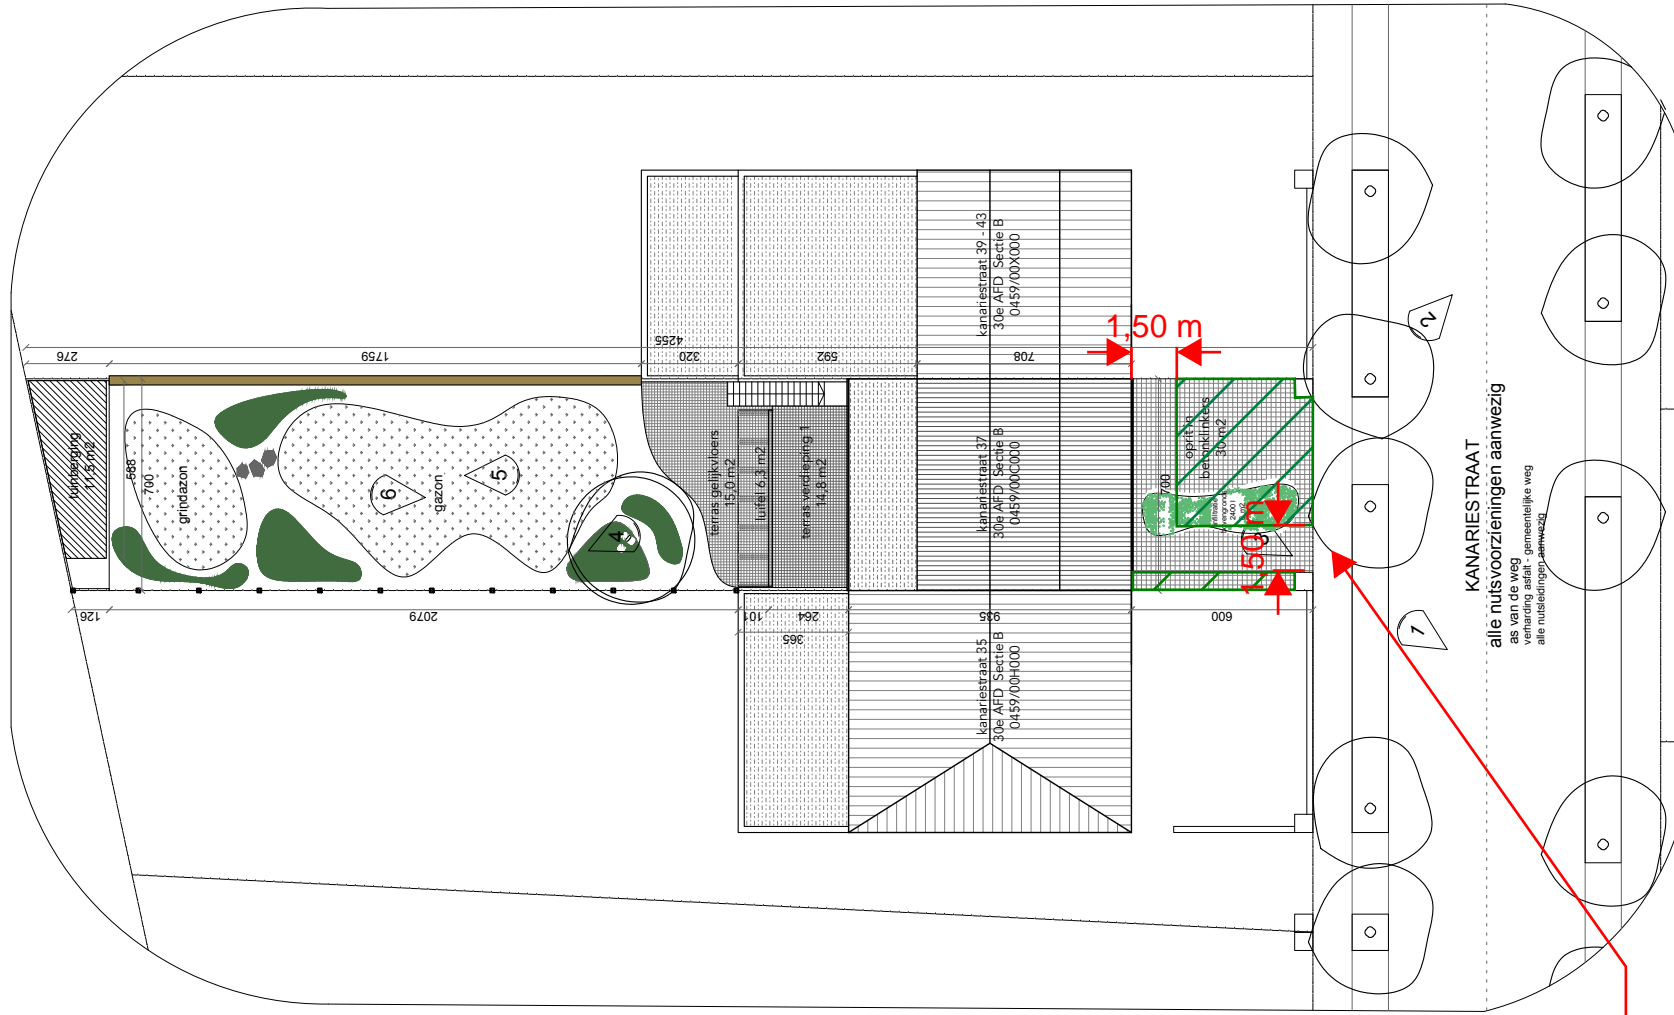 276
1759
4255
320
592
708
1,50 m
tuinberging
11,5 m2
588
700
grindgazon
gazon
6
5
4
terras gelijkvloers
15,0 m2
luifel 6,3 m2
terras verdieping 1
14,8 m2
kanariestraat 39 - 43
30e AFD Sectie B
0459/00X000
kanariestraat 37
30e AFD Sectie B
0459/00C000
kanariestraat 35
30e AFD Sectie B
0459/00H000
oprit in
betonklinkers
30 m2
700
2400 l
1,50 m
3
126
2079
101
264
365
935
600
2
1
KANARIESTRAAT
alle nutsvoorzieningen aanwezig
as van de weg
verharding asfalt - gemeentelijke weg
alle nutsleidingen aanwezig